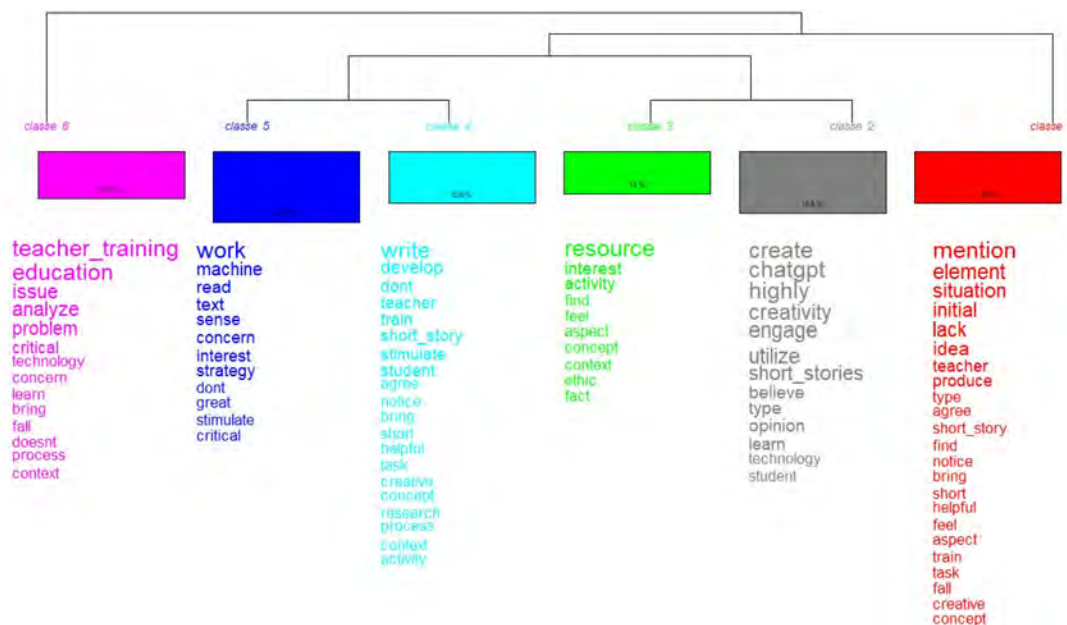 classe 6
classe 5
classe 4
classe 3
classe 2
classe
teacher_training
education
issue
analyze
problem
critical
technology
concern
learn
bring
fall
doesnt
process
context
work
machine
read
text
sense
concern
interest
strategy
dont
great
stimulate
critical
write
develop
dont
teacher
train
short_story
stimulate
student
agree
notice
bring
short
helpful
task
creative
concept
research
process
context
activity
resource
interest
activity
find
feel
aspect
concept
context
ethic
fact
create
chatgpt
highly
creativity
engage
utilize
short_stories
believe
type
opinion
learn
technology
student
mention
element
situation
initial
lack
idea
teacher
produce
type
agree
short_story
find
notice
bring
short
helpful
feel
aspect
train
task
fall
creative
concept